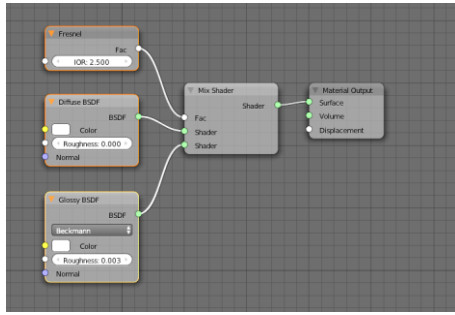 Fresnel
Fac
IOR: 2.500
Diffuse BSDF
BSDF
Color
Roughness: 0.000
Normal
Glossy BSDF
BSDF
Beckmann
Color
Roughness: 0.003
Normal
Mix Shader
Shader
Fac
Shader
Shader
Material Output
Surface
Volume
Displacement